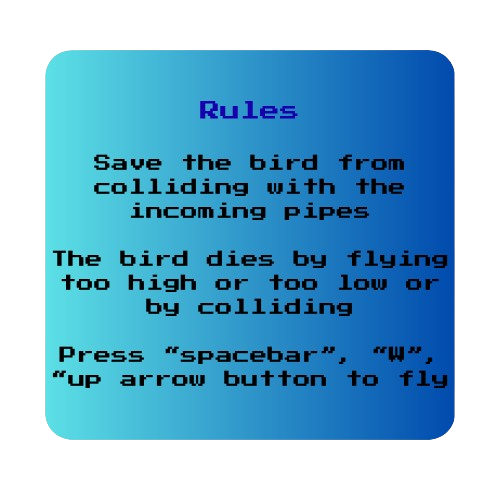 Rules
Save the bird from
colliding with the
incoming pipes
The bird dies by flying
too high or too low or
by colliding
Press “spacebar”, “W”,
“up arrow button to fly